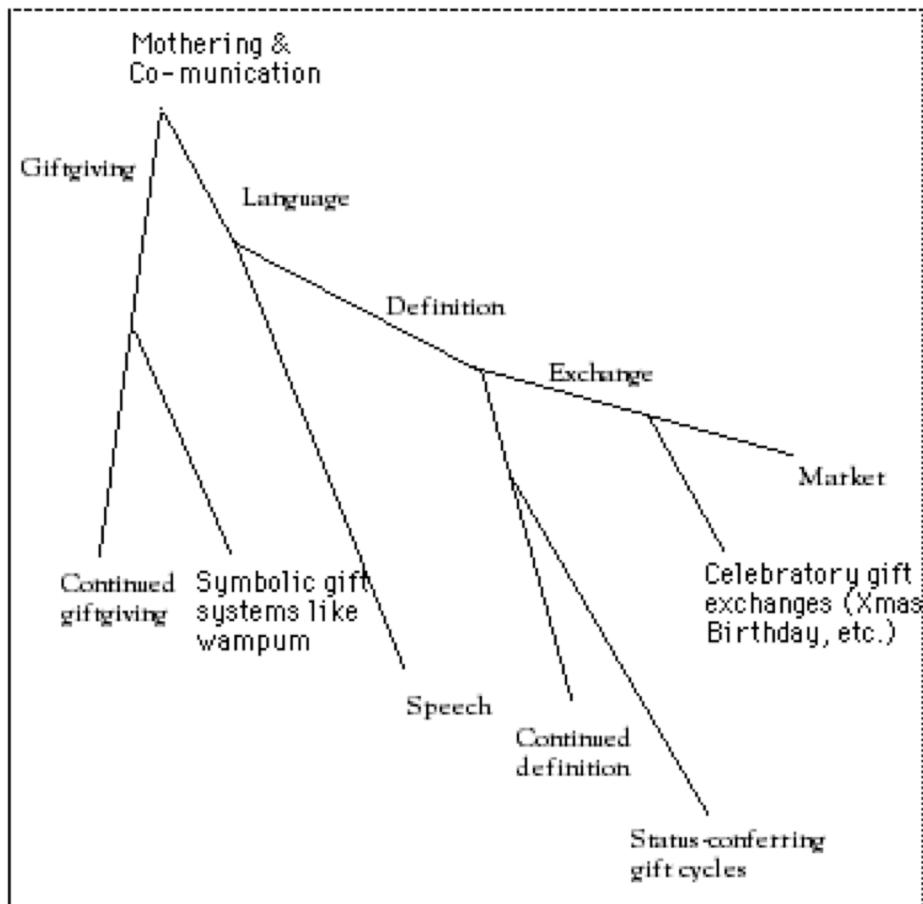 Mothering &
Co-munication
Giftgiving
Language
Definition
Exchange
Market
Continued
giftgiving
Symbolic gift
systems like
wampum
Speech
Continued
definition
Celebratory gift
exchanges (Xmas
Birthday, etc.)
Status-conferring
gift cycles